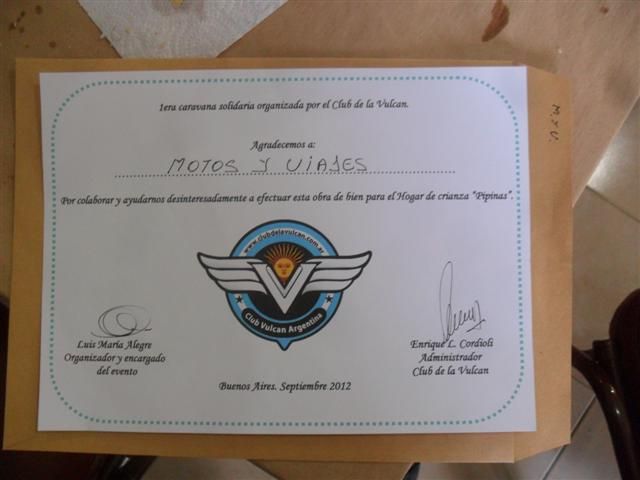 1era caravana solidaria organizada por el Club de la Vulcan.
Agradecemos a:
MOTOS Y VIAJES
Por colaborar y ayudarnos desinteresadamente a efectuar esta obra de bien para el Hogar de crianza "Pipinas".
www.clubdelavulcan.com.ar
V
Club Vulcan Argentina
Luis María Alegre
Organizador y encargado
del evento
Enrique L. Cordioli
Administrador
Club de la Vulcan
Buenos Aires. Septiembre 2012
M. y V.